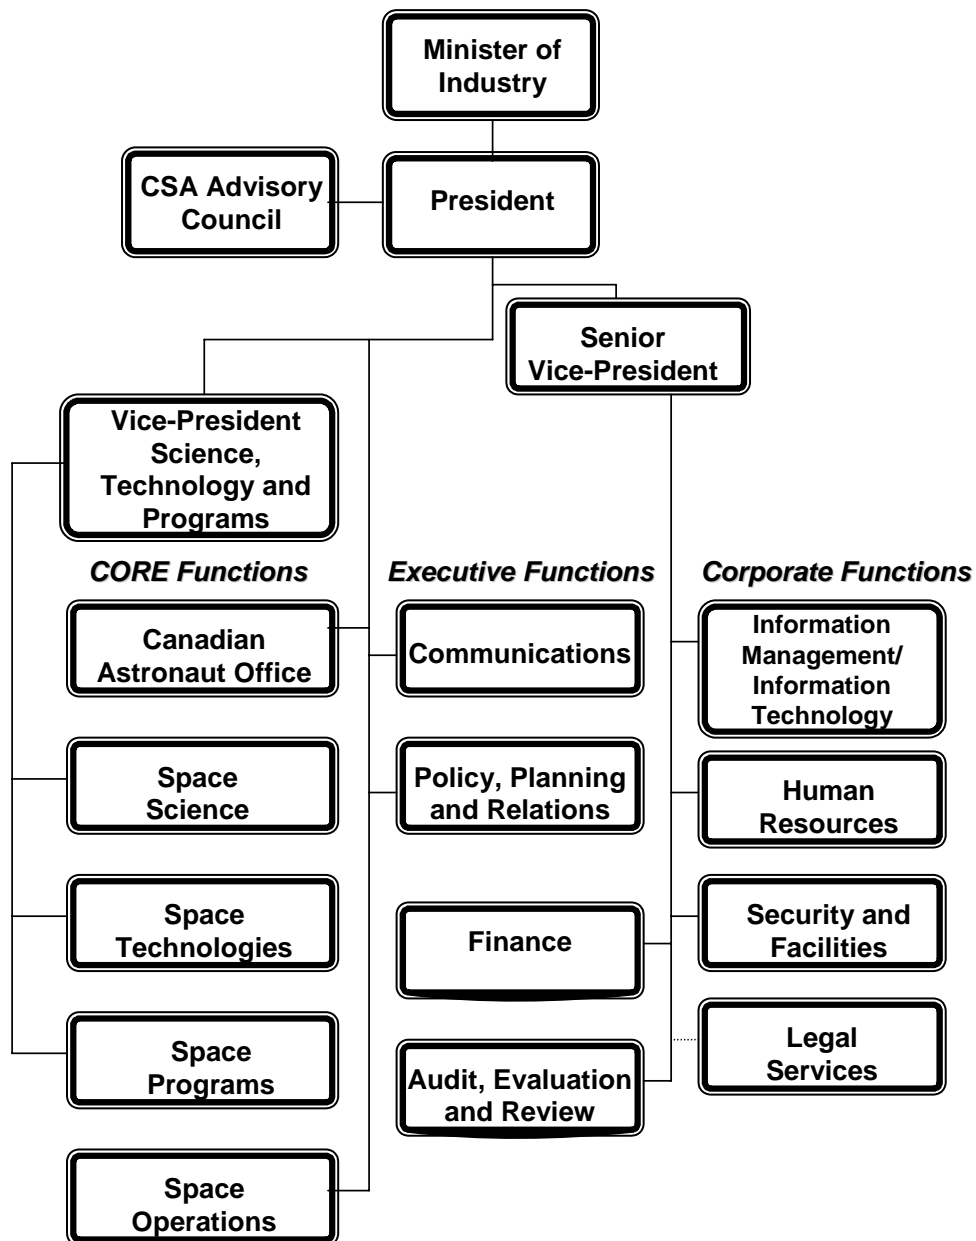 Minister of
Industry
CSA Advisory
Council
President
Senior
Vice-President
Vice-President
Science,
Technology and
Programs
CORE Functions
Executive Functions
Corporate Functions
Canadian
Astronaut Office
Communications
Information
Management/
Information
Technology
Space
Science
Policy, Planning
and Relations
Human
Resources
Space
Technologies
Finance
Security and
Facilities
Space
Programs
Audit, Evaluation
and Review
Legal
Services
Space
Operations